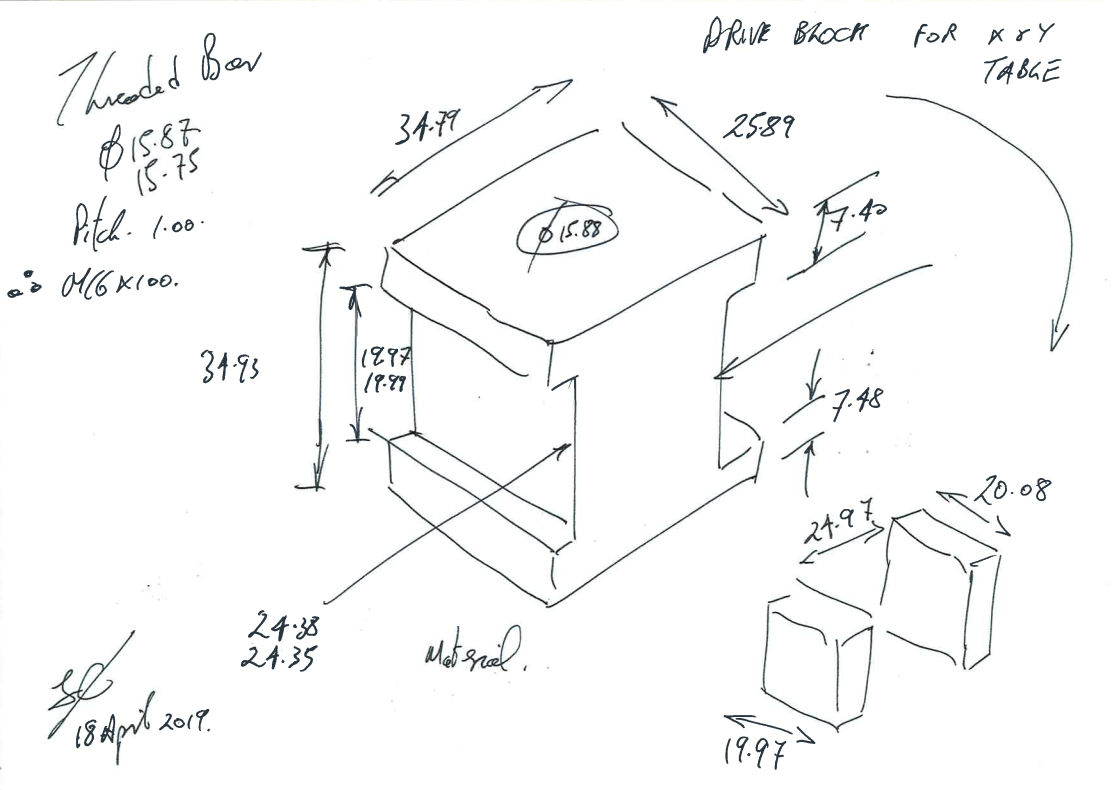 DRIVE BLOCK FOR X & Y
TABLE
Threaded Bar
φ15.87
15.75
Pitch. 1.00.
∴ M16 X 100.
34.79
25.89
φ 15.88
7.40
34.93
19.97
19.99
7.48
24.38
24.35
Material.
24.97
20.08
19.97
18 April 2019.